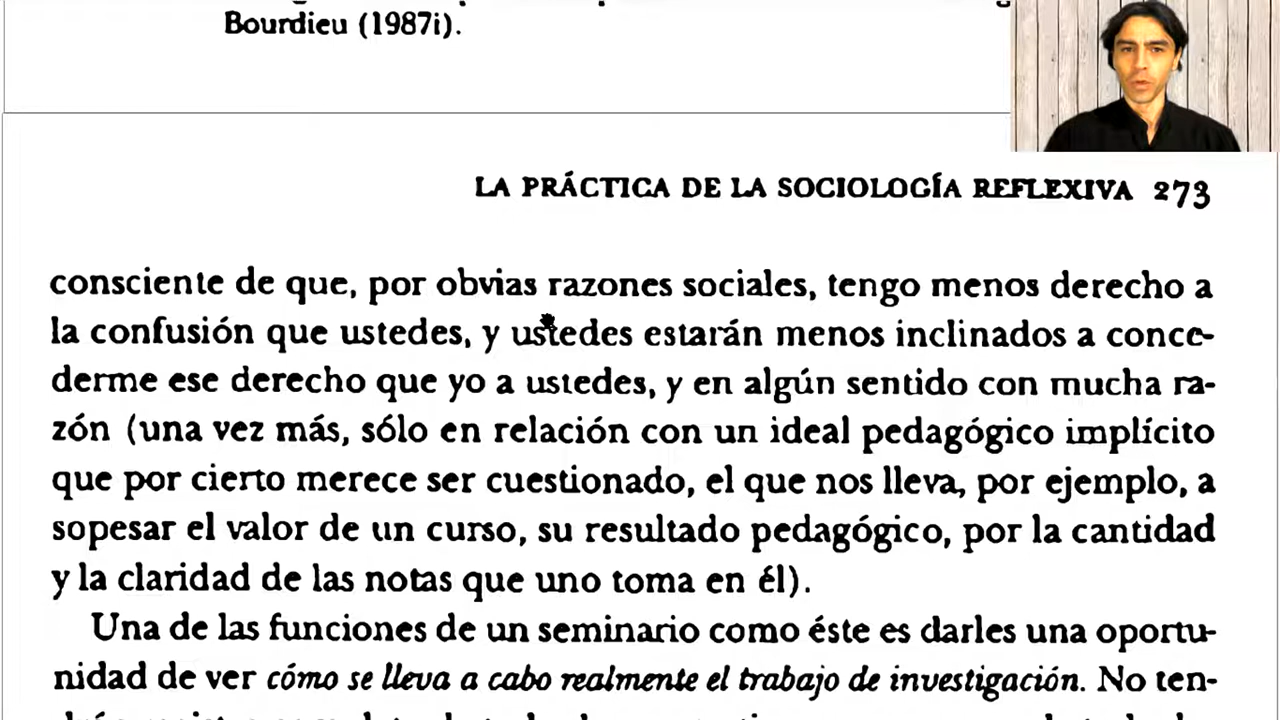 Bourdieu (1987i).
LA PRÁCTICA DE LA SOCIOLOGÍA REFLEXIVA 273
consciente de que, por obvias razones sociales, tengo menos derecho a
la confusión que ustedes, y ustedes estarán menos inclinados a conce-
derme ese derecho que yo a ustedes, y en algún sentido con mucha ra-
zón (una vez más, sólo en relación con un ideal pedagógico implícito
que por cierto merece ser cuestionado, el que nos lleva, por ejemplo, a
sopesar el valor de un curso, su resultado pedagógico, por la cantidad
y la claridad de las notas que uno toma en él).
Una de las funciones de un seminario como éste es darles una oportu-
nidad de ver cómo se lleva a cabo realmente el trabajo de investigación. No ten-